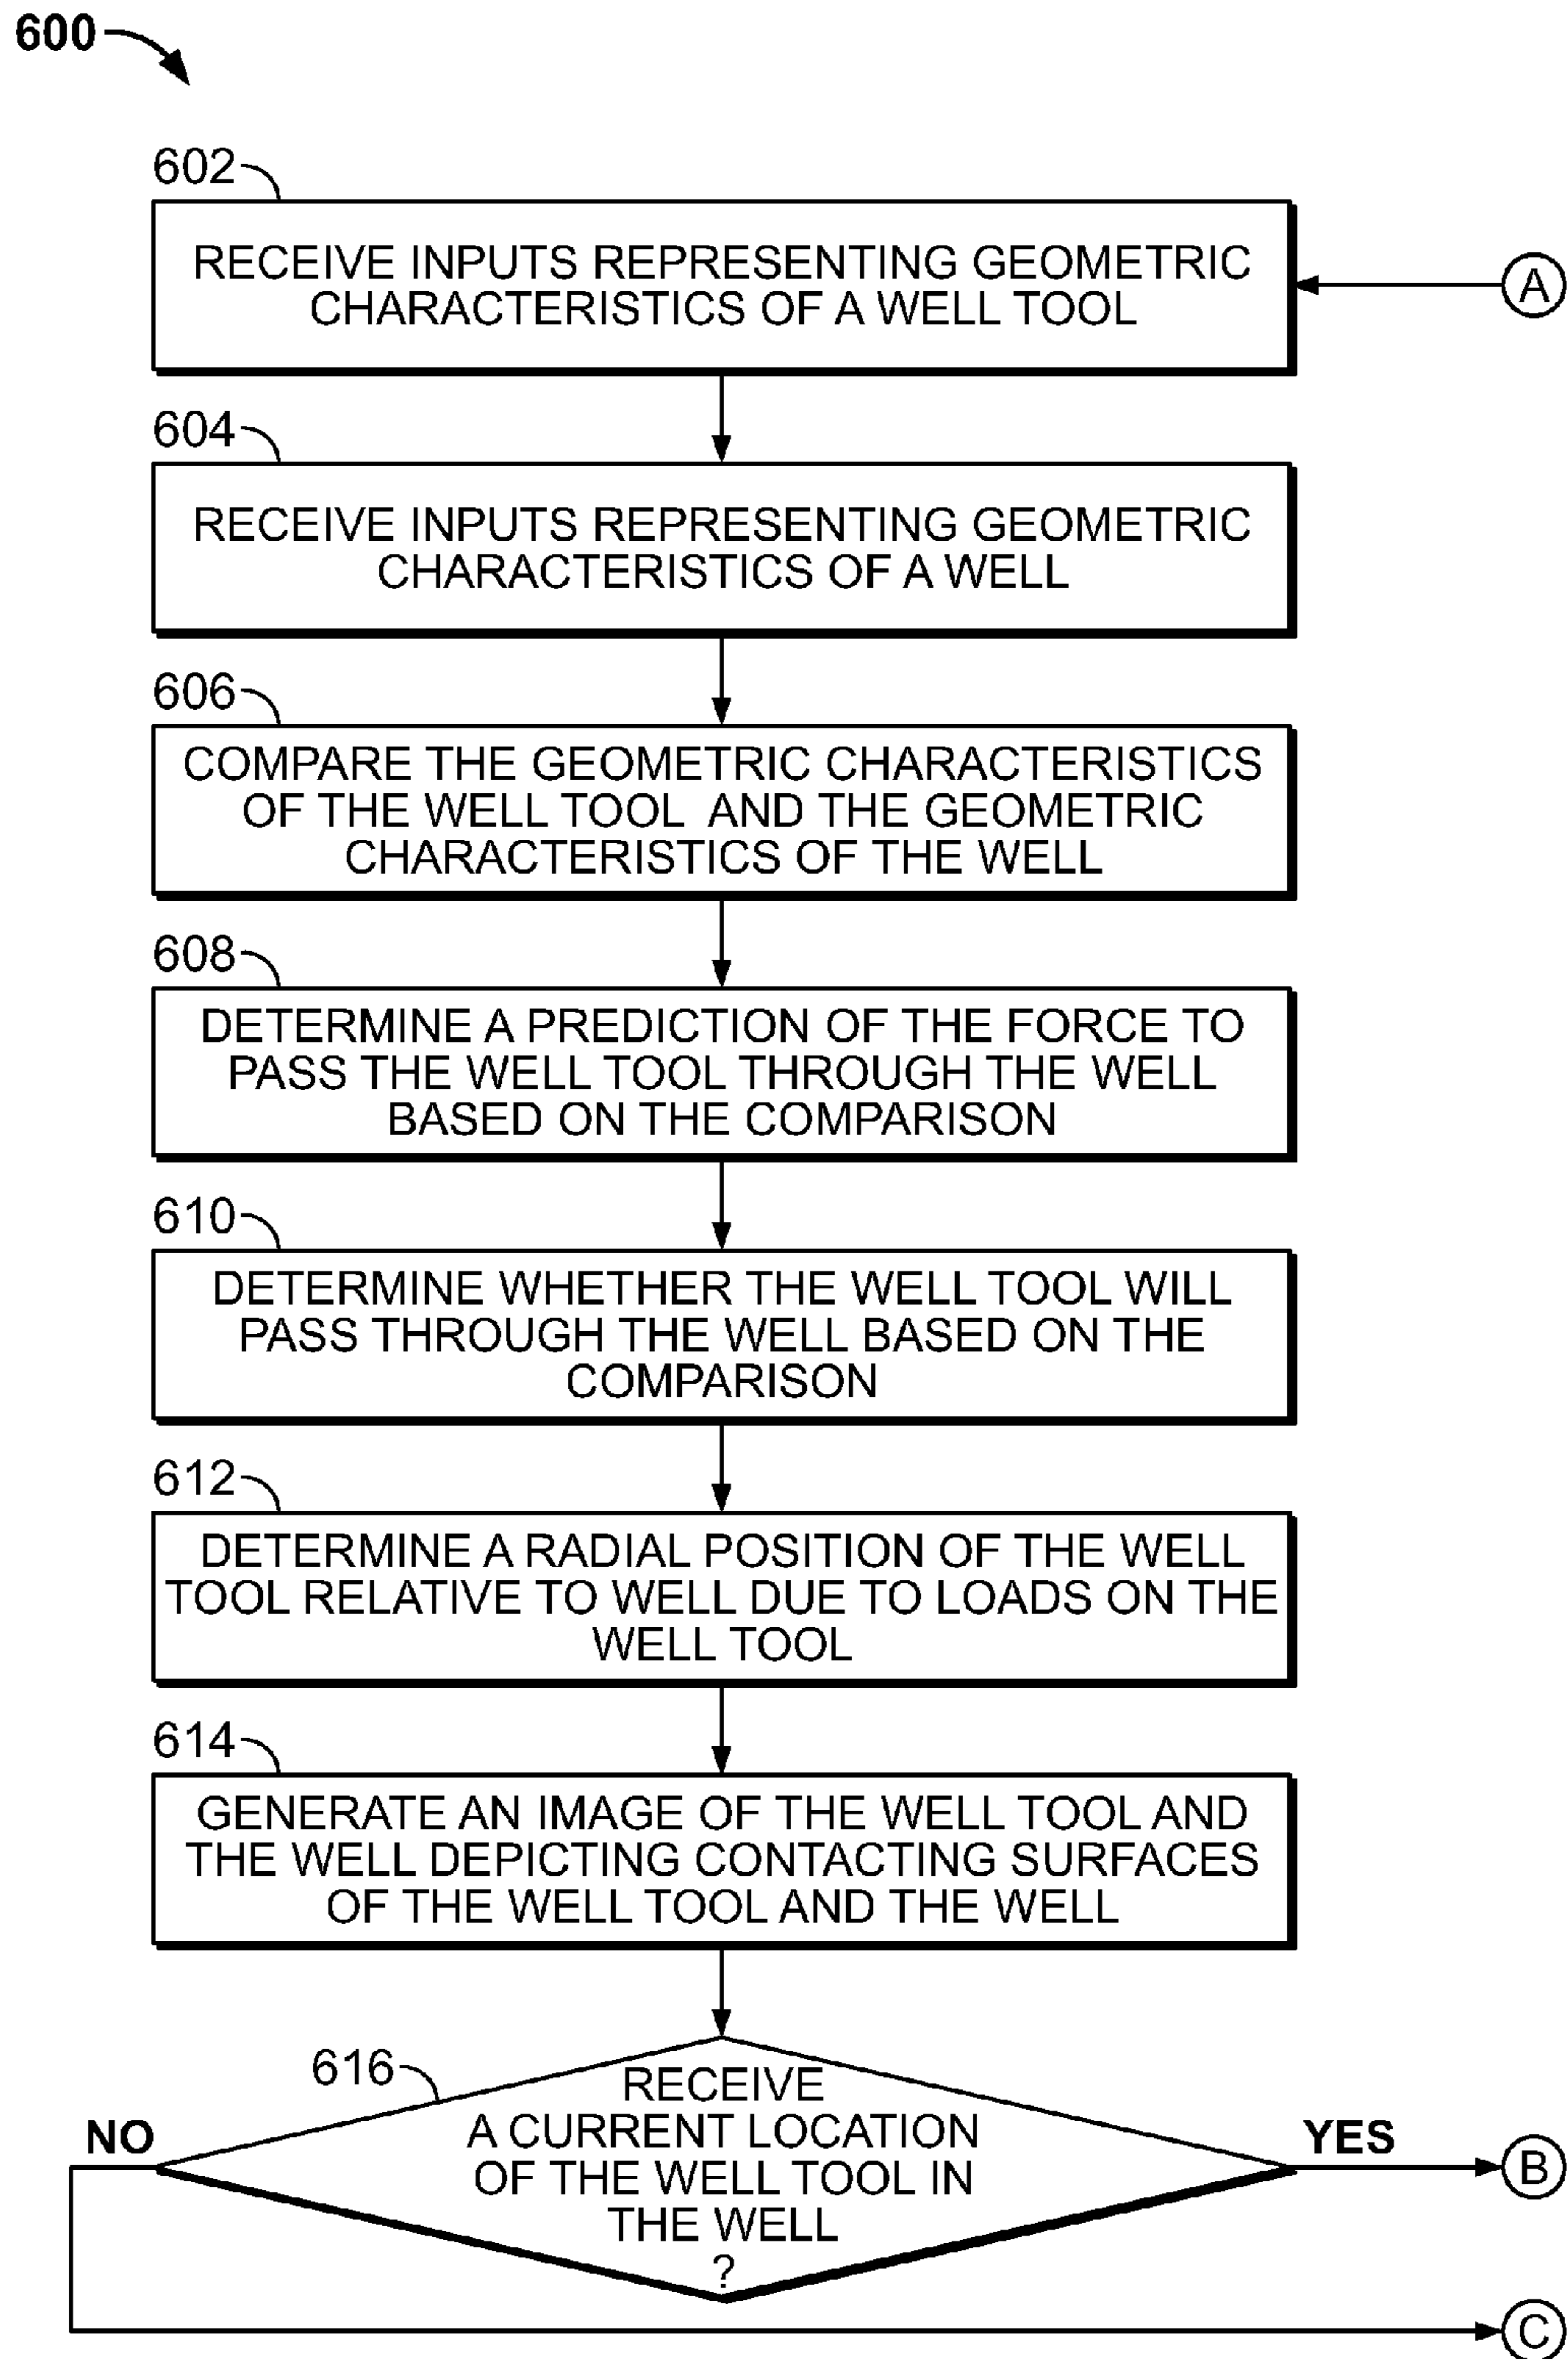 600
602
RECEIVE INPUTS REPRESENTING GEOMETRIC
CHARACTERISTICS OF A WELL TOOL
A
604
RECEIVE INPUTS REPRESENTING GEOMETRIC
CHARACTERISTICS OF A WELL
606
COMPARE THE GEOMETRIC CHARACTERISTICS
OF THE WELL TOOL AND THE GEOMETRIC
CHARACTERISTICS OF THE WELL
608
DETERMINE A PREDICTION OF THE FORCE TO
PASS THE WELL TOOL THROUGH THE WELL
BASED ON THE COMPARISON
610
DETERMINE WHETHER THE WELL TOOL WILL
PASS THROUGH THE WELL BASED ON THE
COMPARISON
612
DETERMINE A RADIAL POSITION OF THE WELL
TOOL RELATIVE TO WELL DUE TO LOADS ON THE
WELL TOOL
614
GENERATE AN IMAGE OF THE WELL TOOL AND
THE WELL DEPICTING CONTACTING SURFACES
OF THE WELL TOOL AND THE WELL
616
RECEIVE
A CURRENT LOCATION
OF THE WELL TOOL IN
THE WELL
?
NO
YES
B
C